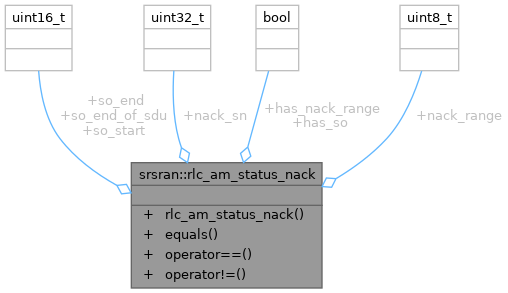 uint16_t
uint32_t
bool
uint8_t
+so_end
+so_end_of_sdu
+so_start
+nack_sn
+has_nack_range
+has_so
+nack_range
srsran::rlc_am_status_nack
+ rlc_am_status_nack()
+ equals()
+ operator==()
+ operator!=()